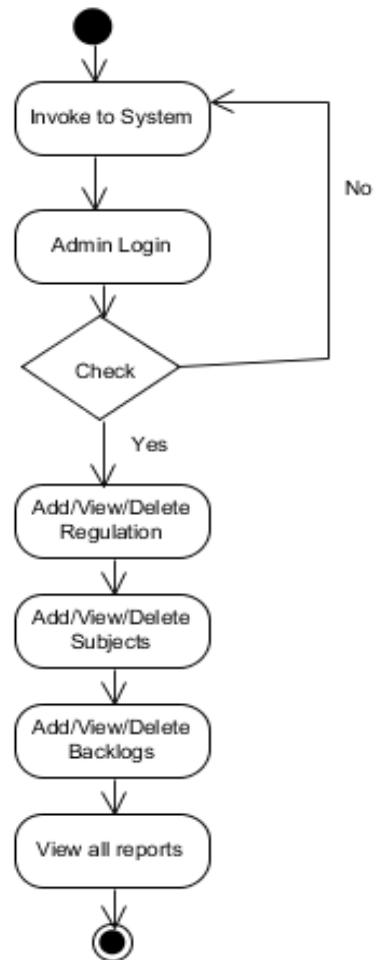 Invoke to System
No
Admin Login
Check
Yes
Add/View/Delete
Regulation
Add/View/Delete
Subjects
Add/View/Delete
Backlogs
View all reports